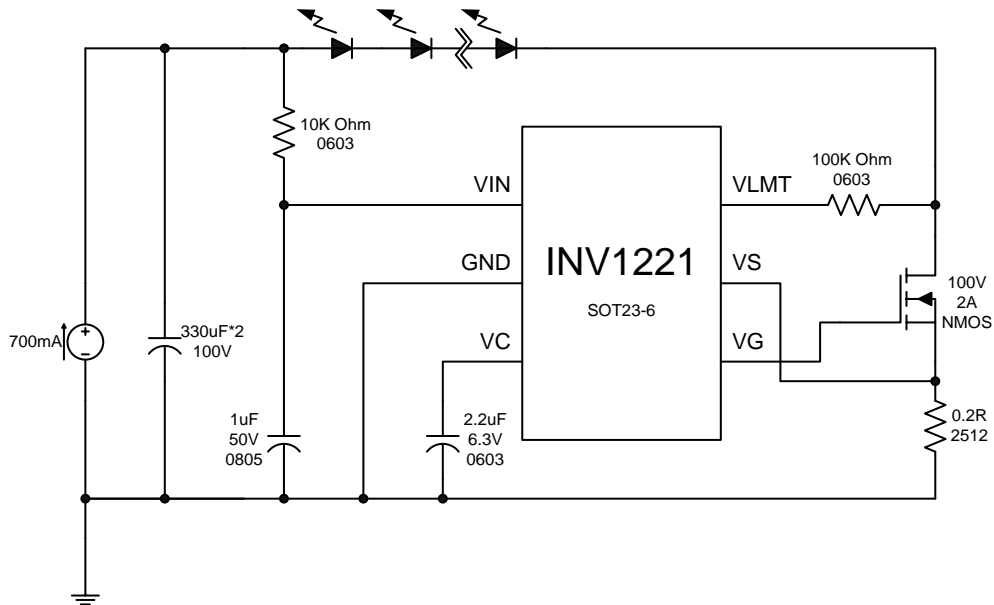 10K Ohm
0603
VIN
GND
VC
INV1221
SOT23-6
VLMT
VS
VG
100K Ohm
0603
100V
2A
NMOS
700mA
+
−
330uF*2
100V
1uF
50V
0805
2.2uF
6.3V
0603
0.2R
2512